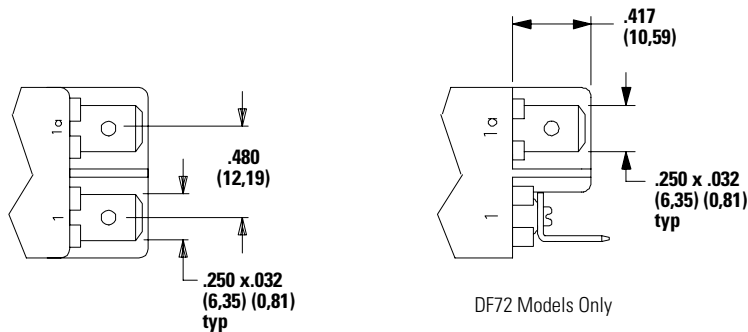 1a
1
.480
(12,19)
.250 x.032
(6,35) (0,81)
typ
.417
(10,59)
1a
1
.250 x .032
(6,35) (0,81)
typ
DF72 Models Only